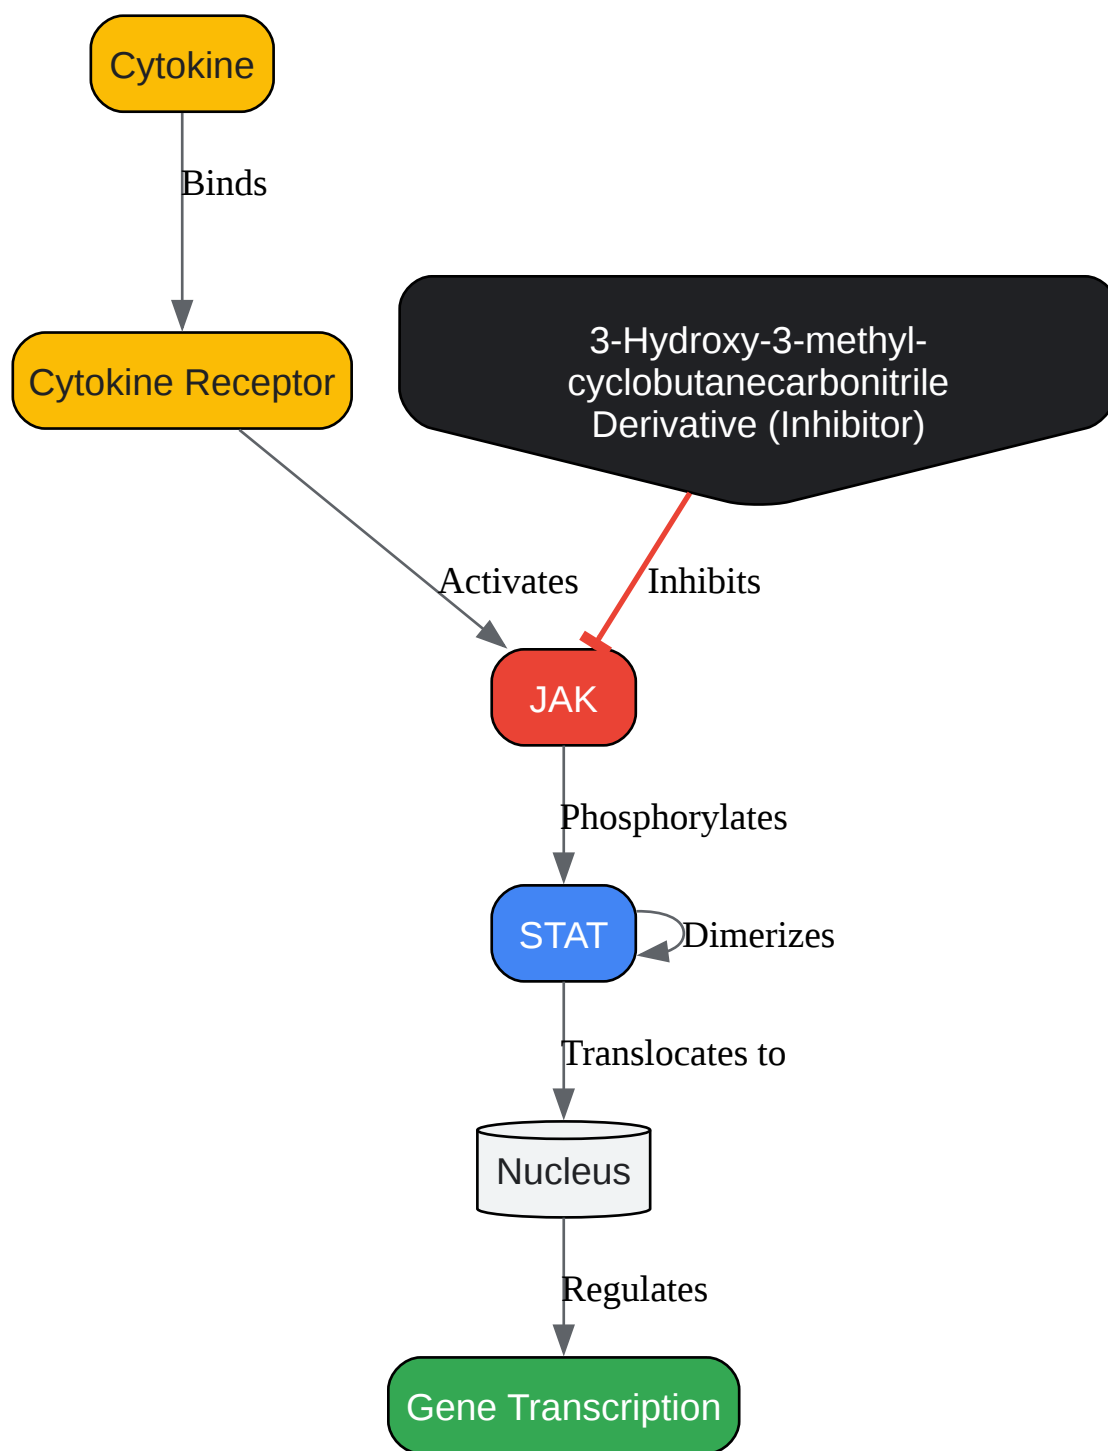 Cytokine
Binds
Cytokine Receptor
3-Hydroxy-3-methyl-
cyclobutanecarbonitrile
Derivative (Inhibitor)
Activates
Inhibits
JAK
Phosphorylates
STAT
Dimerizes
Translocates to
Nucleus
Regulates
Gene Transcription